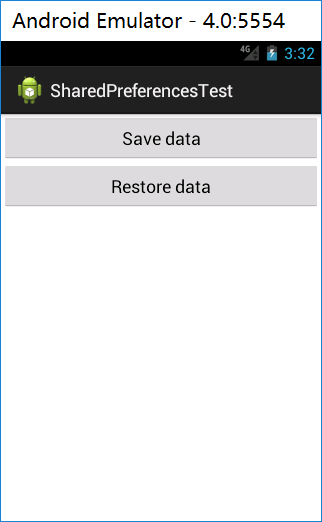 Android Emulator - 4.0:5554
4G 3:32
SharedPreferencesTest
Save data
Restore data